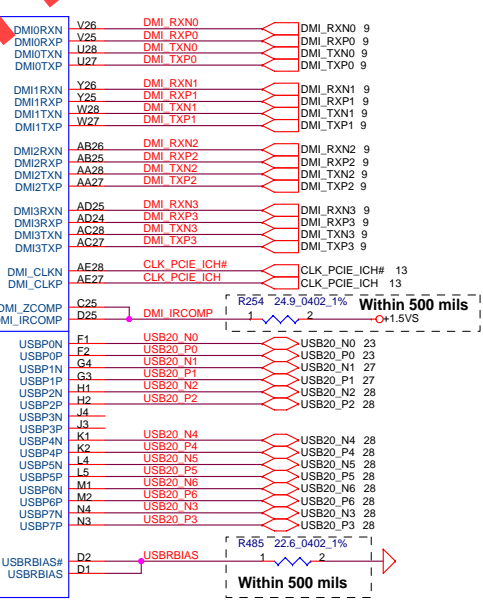 DMI0RXN V26 DMI_RXN0 DMI_RXN0 9
DMI0RXP V25 DMI_RXP0 DMI_RXP0 9
DMI0TXN U28 DMI_TXN0 DMI_TXN0 9
DMI0TXP U27 DMI_TXP0 DMI_TXP0 9
DMI1RXN Y26 DMI_RXN1 DMI_RXN1 9
DMI1RXP Y25 DMI_RXP1 DMI_RXP1 9
DMI1TXN W28 DMI_TXN1 DMI_TXN1 9
DMI1TXP W27 DMI_TXP1 DMI_TXP1 9
DMI2RXN AB26 DMI_RXN2 DMI_RXN2 9
DMI2RXP AB25 DMI_RXP2 DMI_RXP2 9
DMI2TXN AA28 DMI_TXN2 DMI_TXN2 9
DMI2TXP AA27 DMI_TXP2 DMI_TXP2 9
DMI3RXN AD25 DMI_RXN3 DMI_RXN3 9
DMI3RXP AD24 DMI_RXP3 DMI_RXP3 9
DMI3TXN AC28 DMI_TXN3 DMI_TXN3 9
DMI3TXP AC27 DMI_TXP3 DMI_TXP3 9
DMI_CLKN AE28 CLK_PCIE_ICH# CLK_PCIE_ICH# 13
DMI_CLKP AE27 CLK_PCIE_ICH CLK_PCIE_ICH 13
DMI_ZCOMP C25 R254 24.9_0402_1% Within 500 mils
DMI_IRCOMP D25 DMI_IRCOMP 1 2 +1.5VS
USBP0N F1 USB20_N0 USB20_N0 23
USBP0P F2 USB20_P0 USB20_P0 23
USBP1N G4 USB20_N1 USB20_N1 27
USBP1P G3 USB20_P1 USB20_P1 27
USBP2N H1 USB20_N2 USB20_N2 28
USBP2P H2 USB20_P2 USB20_P2 28
USBP3N J4
USBP3P J3
USBP4N K1 USB20_N4 USB20_N4 28
USBP4P K2 USB20_P4 USB20_P4 28
USBP5N L4 USB20_N5 USB20_N5 28
USBP5P L5 USB20_P5 USB20_P5 28
USBP6N M1 USB20_N6 USB20_N6 28
USBP6P M2 USB20_P6 USB20_P6 28
USBP7N N4 USB20_N3 USB20_N3 28
USBP7P N3 USB20_P3 USB20_P3 28
R485 22.6_0402_1%
USBRBIAS# D2 USBRBIAS 1 2
USBRBIAS D1
Within 500 mils